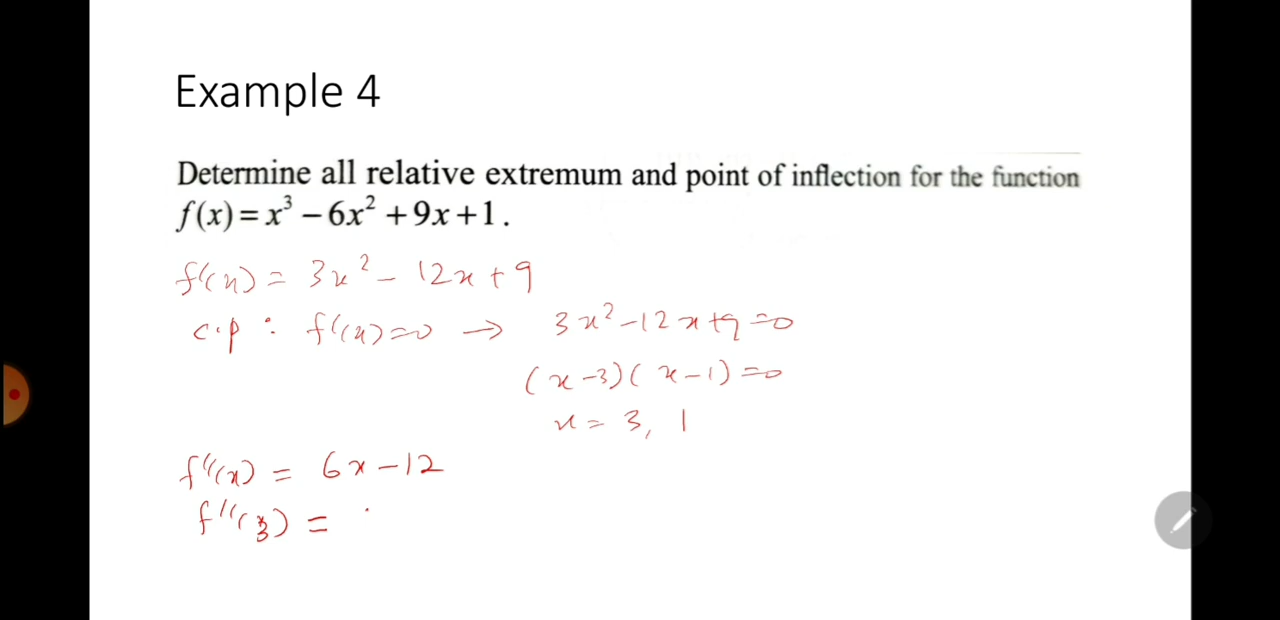 Example 4
Determine all relative extremum and point of inflection for the function
f(x) = x³ − 6x² + 9x + 1.
f'(x) = 3x² − 12x + 9
c.p : f'(x) = 0 → 3x² − 12x + 9 = 0
(x − 3)(x − 1) = 0
x = 3, 1
f''(x) = 6x − 12
f''(3) =